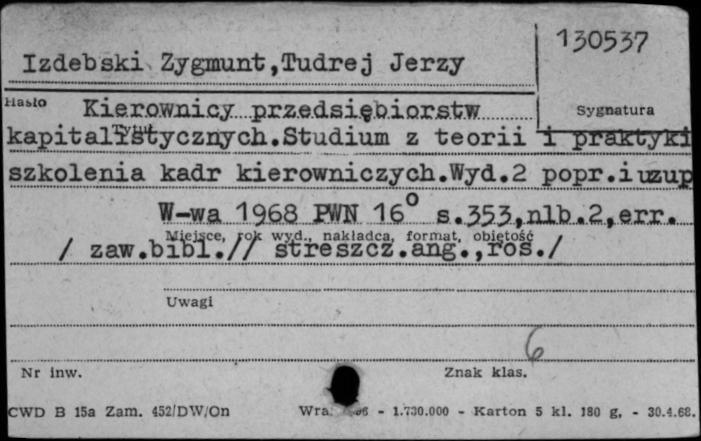 130537
Izdebski Zygmunt,Tudrej Jerzy
Hasło
Sygnatura
Kierownicy przedsiębiorstw
Tytuł
kapitalistycznych.Studium z teorii i praktyki
szkolenia kadr kierowniczych.Wyd.2 popr.iuzup
W-wa 1968 PWN 16° s.353,nlb.2,err.
Miejsce, rok wyd., nakładca, format, objętość
/ zaw.bibl.// streszcz.ang.,ros./
Uwagi
6
Nr inw.
Znak klas.
CWD B 15a Zam. 452/DW/On - 1.730.000 - Karton 5 kl. 180 g. - 30.4.68.